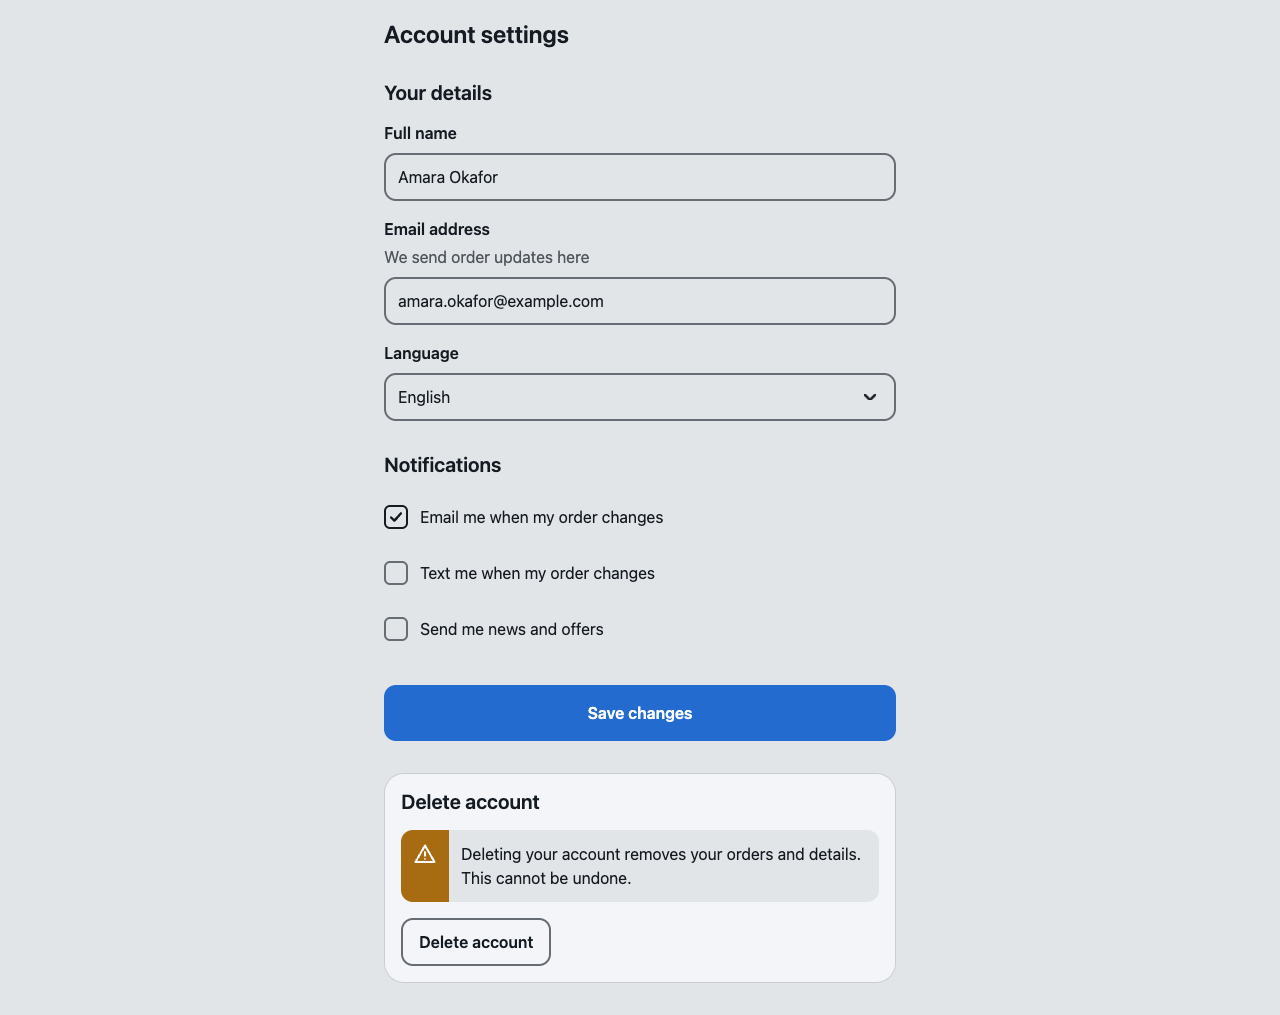 Account settings
Your details
Full name
Amara Okafor
Email address
We send order updates here
amara.okafor@example.com
Language
English
Notifications
Email me when my order changes
Text me when my order changes
Send me news and offers
Save changes
Delete account
Deleting your account removes your orders and details.
This cannot be undone.
Delete account